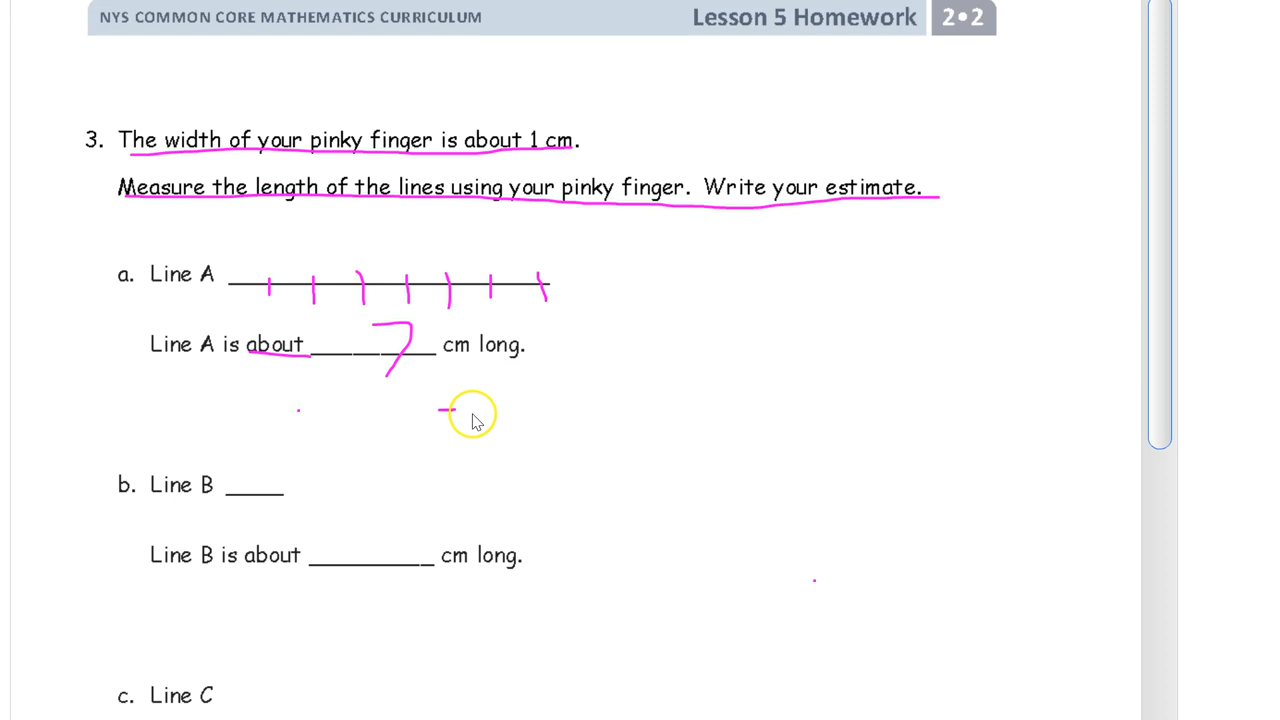 NYS COMMON CORE MATHEMATICS CURRICULUM Lesson 5 Homework 2•2
3. The width of your pinky finger is about 1 cm.
Measure the length of the lines using your pinky finger. Write your estimate.
a. Line A
Line A is about 7 cm long.
b. Line B
Line B is about __________ cm long.
c. Line C